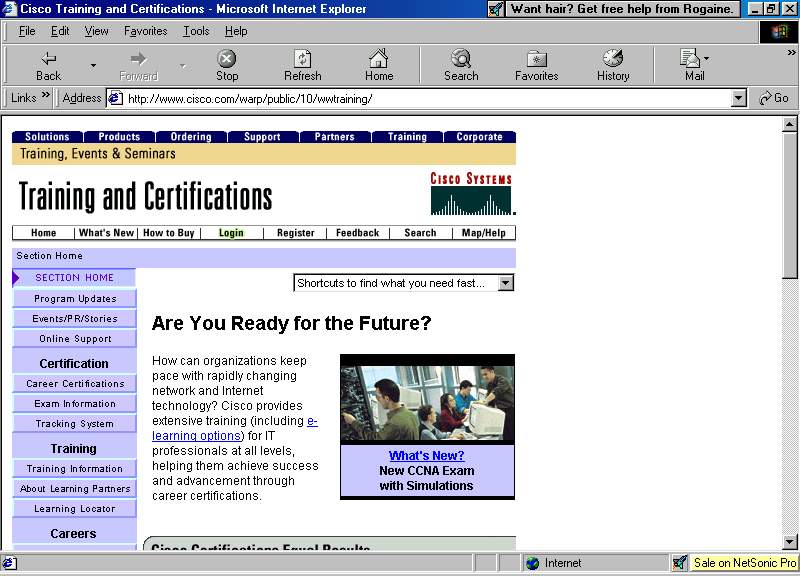 Cisco Training and Certifications - Microsoft Internet Explorer
Want hair? Get free help from Rogaine.
File Edit View Favorites Tools Help
Back Forward Stop Refresh Home Search Favorites History Mail
Links » Address http://www.cisco.com/warp/public/10/wwtraining/ Go
Solutions Products Ordering Support Partners Training Corporate
Training, Events & Seminars
Training and Certifications
CISCO SYSTEMS
Home What's New How to Buy Login Register Feedback Search Map/Help
Section Home
SECTION HOME
Program Updates
Events/PR/Stories
Online Support
Certification
Career Certifications
Exam Information
Tracking System
Training
Training Information
About Learning Partners
Learning Locator
Careers
Shortcuts to find what you need fast...
Are You Ready for the Future?
How can organizations keep
pace with rapidly changing
network and Internet
technology? Cisco provides
extensive training (including e-
learning options) for IT
professionals at all levels,
helping them achieve success
and advancement through
career certifications.
What's New?
New CCNA Exam
with Simulations
Cisco Certifications Equal Results
Internet
Sale on NetSonic Pro